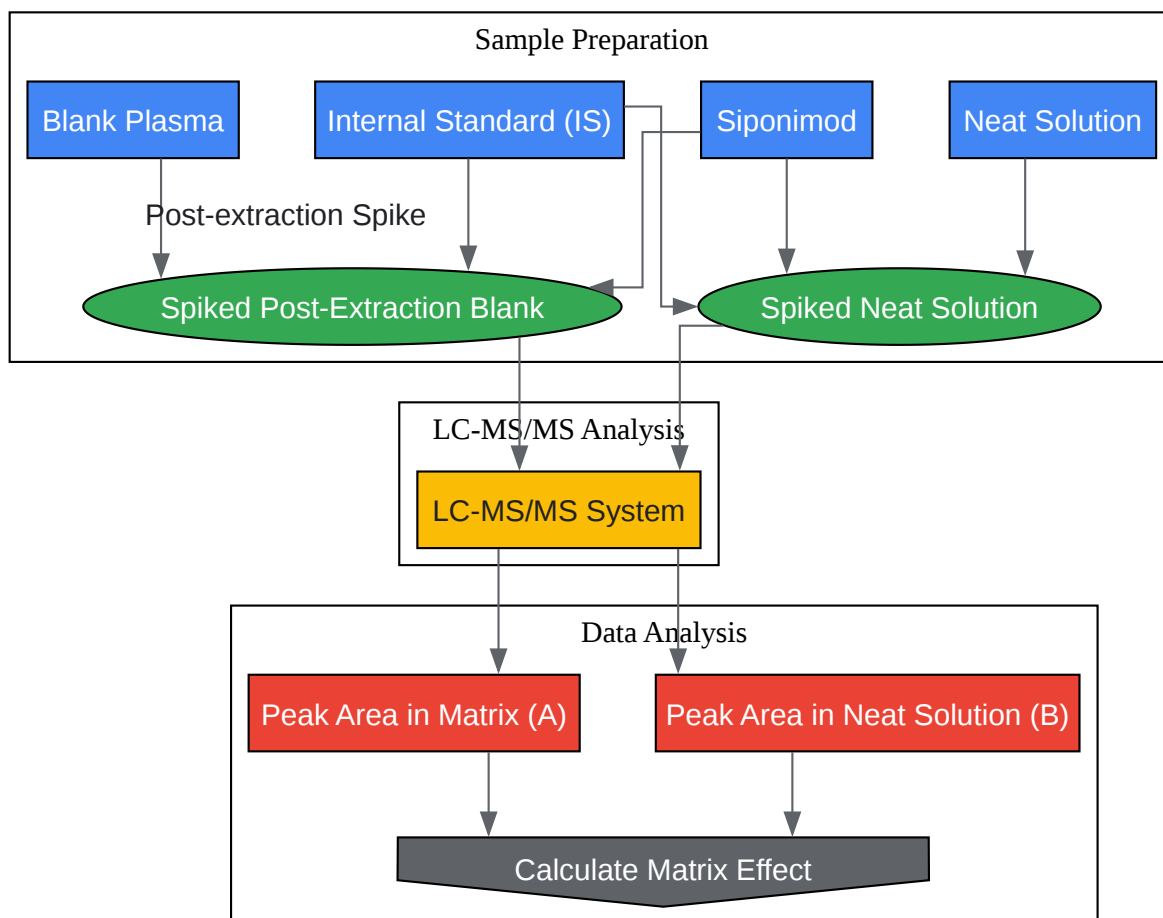 Sample Preparation
Blank Plasma
Internal Standard (IS)
Siponimod
Neat Solution
Post-extraction Spike
Spiked Post-Extraction Blank
Spiked Neat Solution
LC-MS/MS Analysis
LC-MS/MS System
Data Analysis
Peak Area in Matrix (A)
Peak Area in Neat Solution (B)
Calculate Matrix Effect